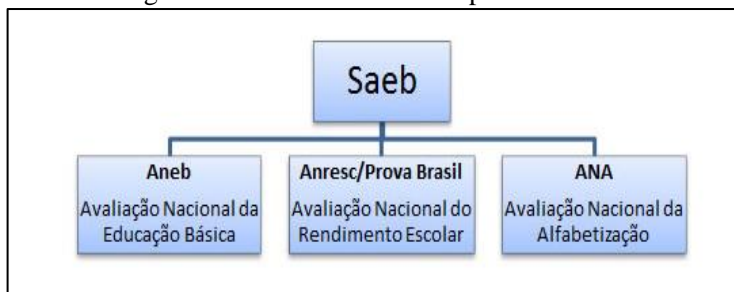 Saeb
Aneb
Avaliação Nacional da
Educação Básica
Anresc/Prova Brasil
Avaliação Nacional do
Rendimento Escolar
ANA
Avaliação Nacional da
Alfabetização